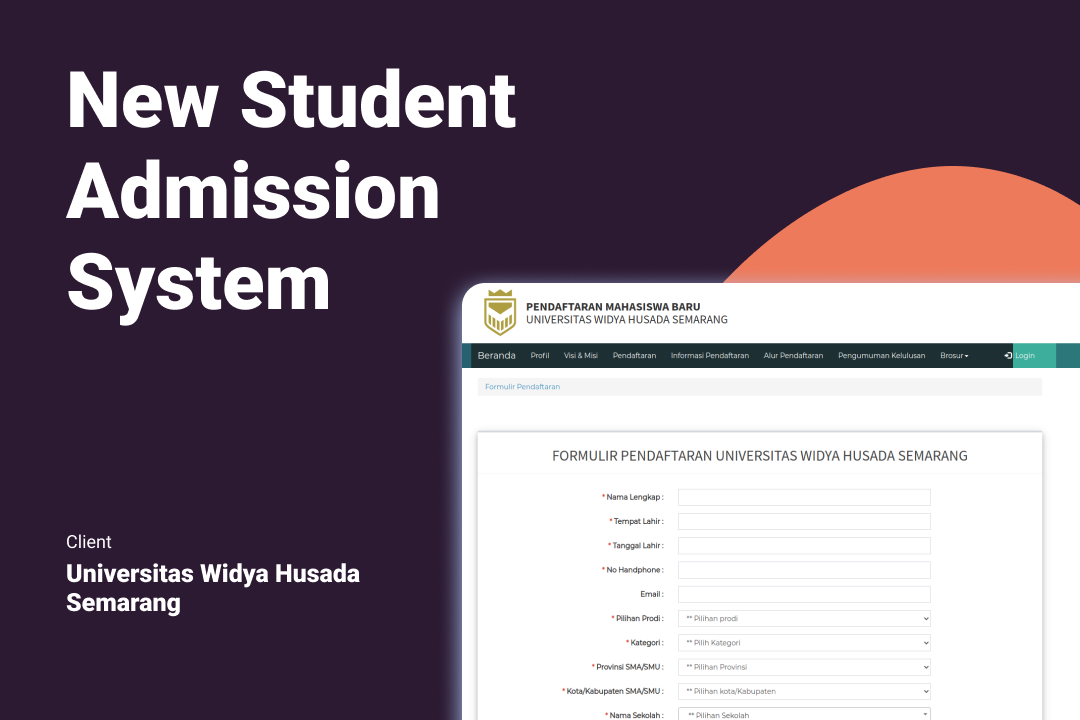 New Student
Admission
System
Client
Universitas Widya Husada
Semarang
PENDAFTARAN MAHASISWA BARU
UNIVERSITAS WIDYA HUSADA SEMARANG
Beranda Profil Visi & Misi Pendaftaran Informasi Pendaftaran Alur Pendaftaran Pengumuman Kelulusan Brosur Login
Formulir Pendaftaran
FORMULIR PENDAFTARAN UNIVERSITAS WIDYA HUSADA SEMARANG
* Nama Lengkap :
* Tempat Lahir :
* Tanggal Lahir :
* No Handphone :
Email :
* Pilihan Prodi : ** Pilihan prodi
* Kategori : ** Pilih Kategori
* Provinsi SMA/SMU : ** Pilihan Provinsi
* Kota/Kabupaten SMA/SMU : ** Pilihan kota/Kabupaten
* Nama Sekolah : ** Pilihan Sekolah